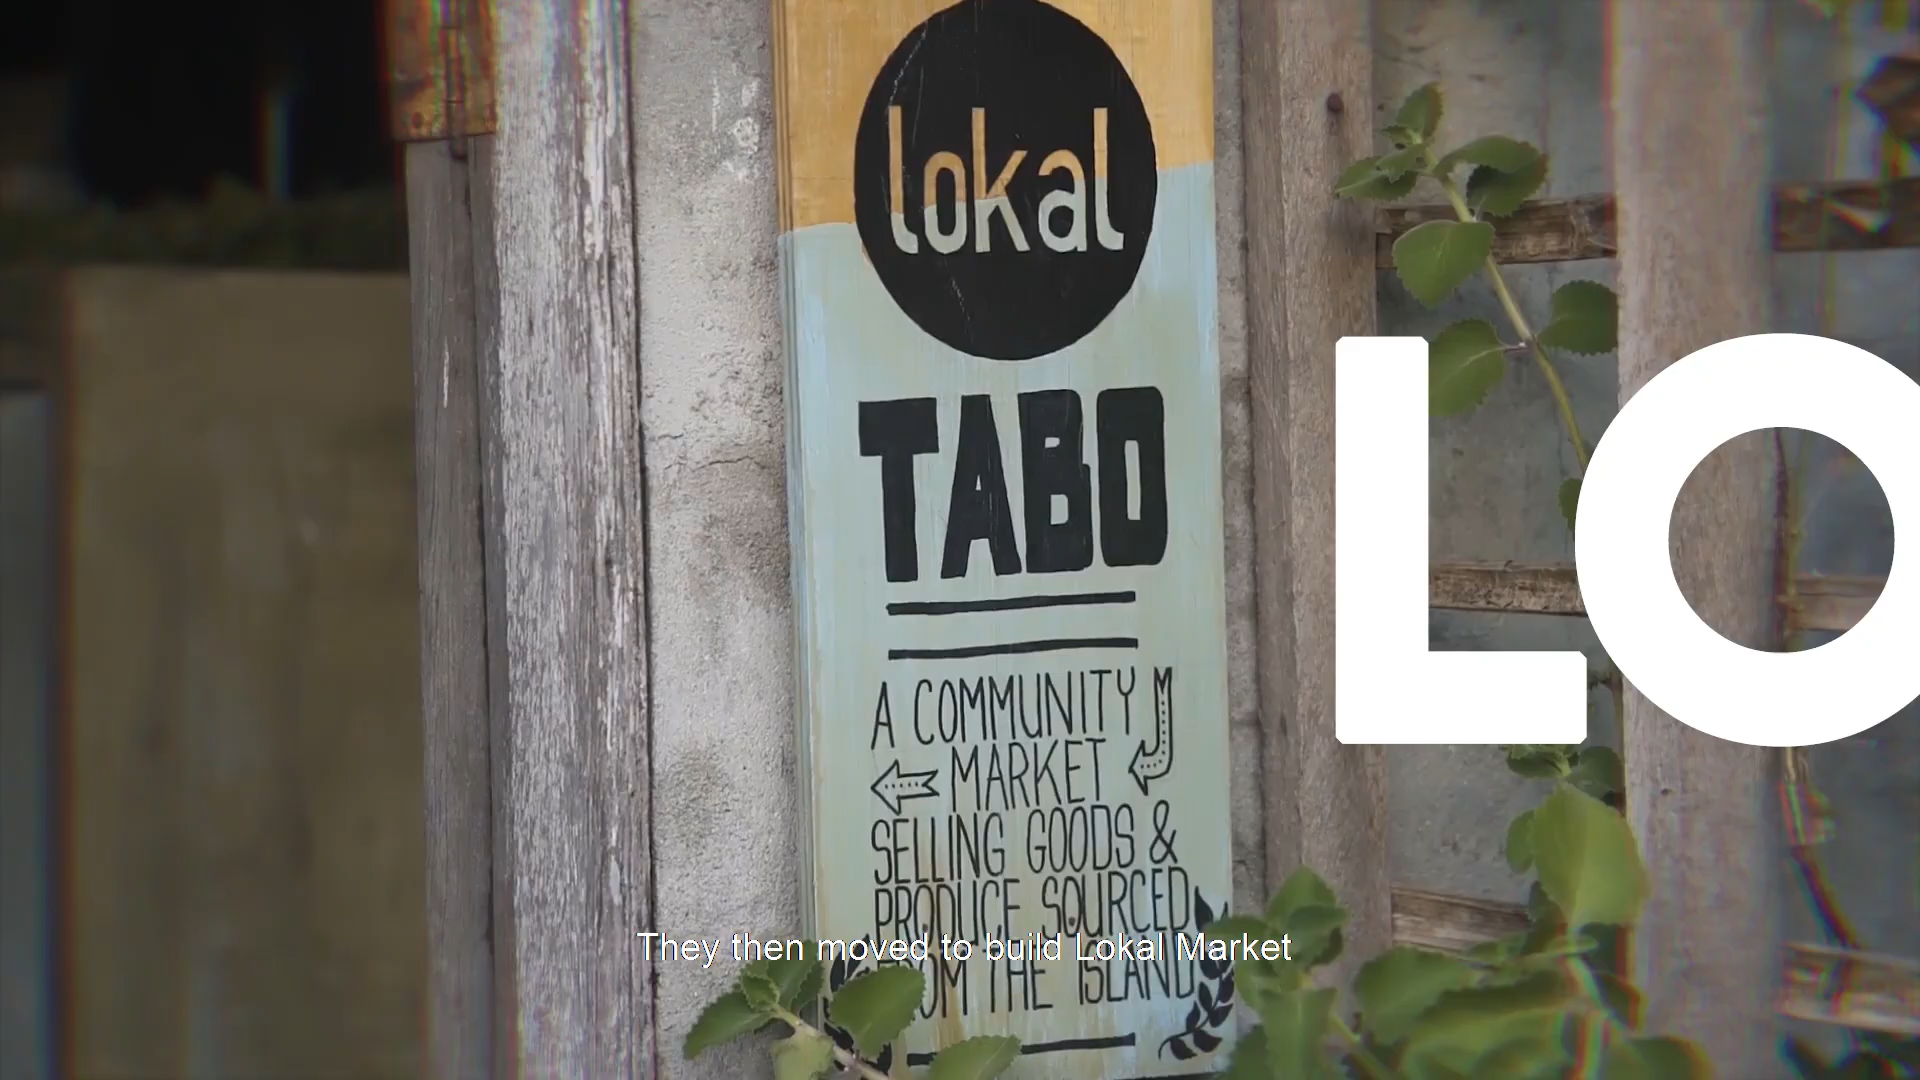 lokal
TABO
A COMMUNITY
MARKET
SELLING GOODS &
PRODUCE SOURCED
FROM THE ISLAND
LO
They then moved to build Lokal Market